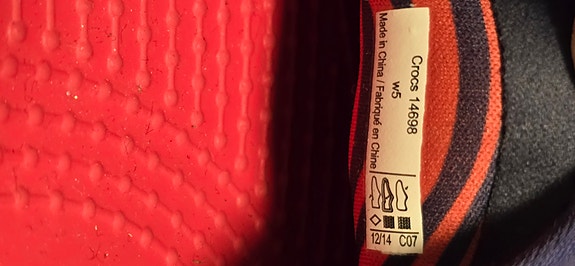 Crocs 14698
w5
Made in China / Fabriqué en Chine
12/14 C07